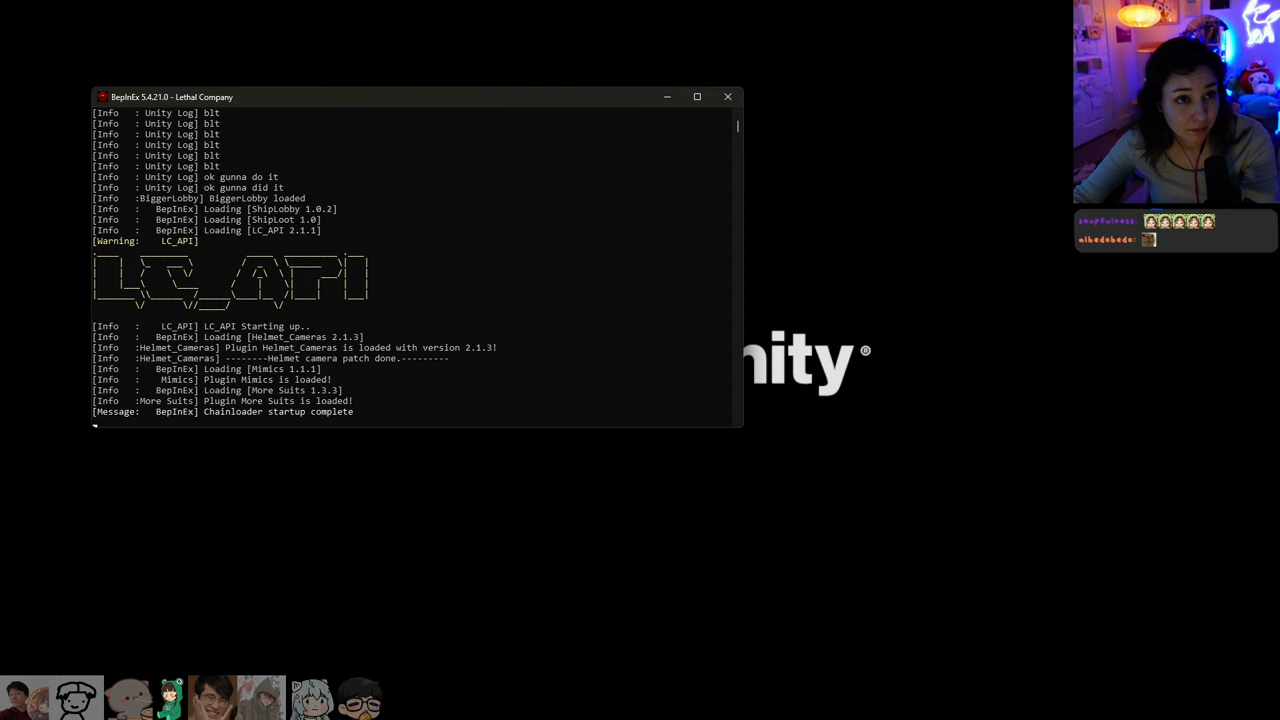 BepInEx 5.4.21.0 - Lethal Company
[Info   : Unity Log] blt
[Info   : Unity Log] blt
[Info   : Unity Log] blt
[Info   : Unity Log] blt
[Info   : Unity Log] blt
[Info   : Unity Log] blt
[Info   : Unity Log] ok gunna do it
[Info   : Unity Log] ok gunna did it
[Info   :BiggerLobby] BiggerLobby loaded
[Info   :   BepInEx] Loading [ShipLobby 1.0.2]
[Info   :   BepInEx] Loading [ShipLoot 1.0]
[Info   :   BepInEx] Loading [LC_API 2.1.1]
[Warning:    LC_API]
LC_API
[Info   :    LC_API] LC_API Starting up..
[Info   :   BepInEx] Loading [Helmet_Cameras 2.1.3]
[Info   :Helmet_Cameras] Plugin Helmet_Cameras is loaded with version 2.1.3!
[Info   :Helmet_Cameras] --------Helmet camera patch done.---------
[Info   :   BepInEx] Loading [Mimics 1.1.1]
[Info   :    Mimics] Plugin Mimics is loaded!
[Info   :   BepInEx] Loading [More Suits 1.3.3]
[Info   :More Suits] Plugin More Suits is loaded!
[Message:   BepInEx] Chainloader startup complete
nity®
soupfulness:
albedobedo: